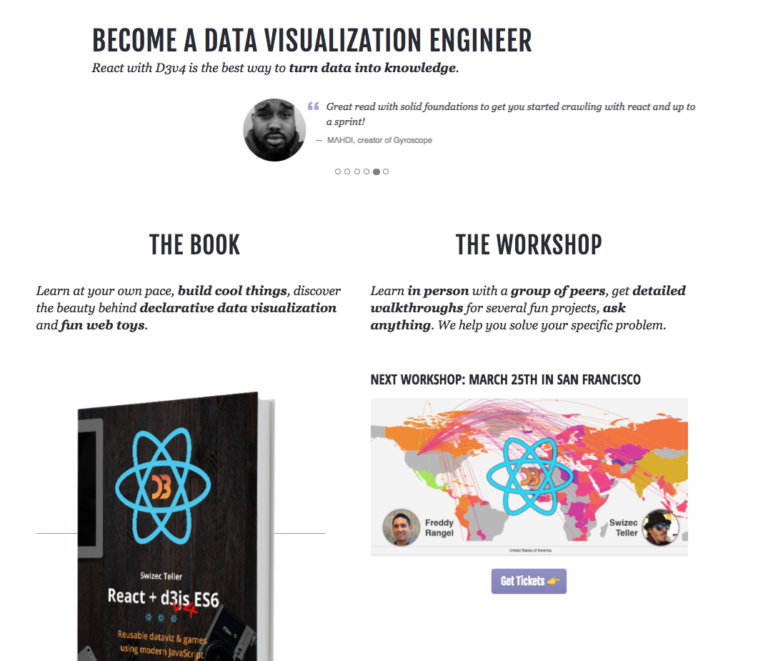 BECOME A DATA VISUALIZATION ENGINEER
React with D3v4 is the best way to turn data into knowledge.
“ Great read with solid foundations to get you started crawling with react and up to
a sprint!
— MΛHDI, creator of Gyroscope
THE BOOK
Learn at your own pace, build cool things, discover
the beauty behind declarative data visualization
and fun web toys.
D3
Swizec Teller
React + d3js ES6
v4
Reusable dataviz & games
using modern JavaScript
THE WORKSHOP
Learn in person with a group of peers, get detailed
walkthroughs for several fun projects, ask
anything. We help you solve your specific problem.
NEXT WORKSHOP: MARCH 25TH IN SAN FRANCISCO
D3
Freddy
Rangel
Swizec
Teller
United States of America
Get Tickets 👉